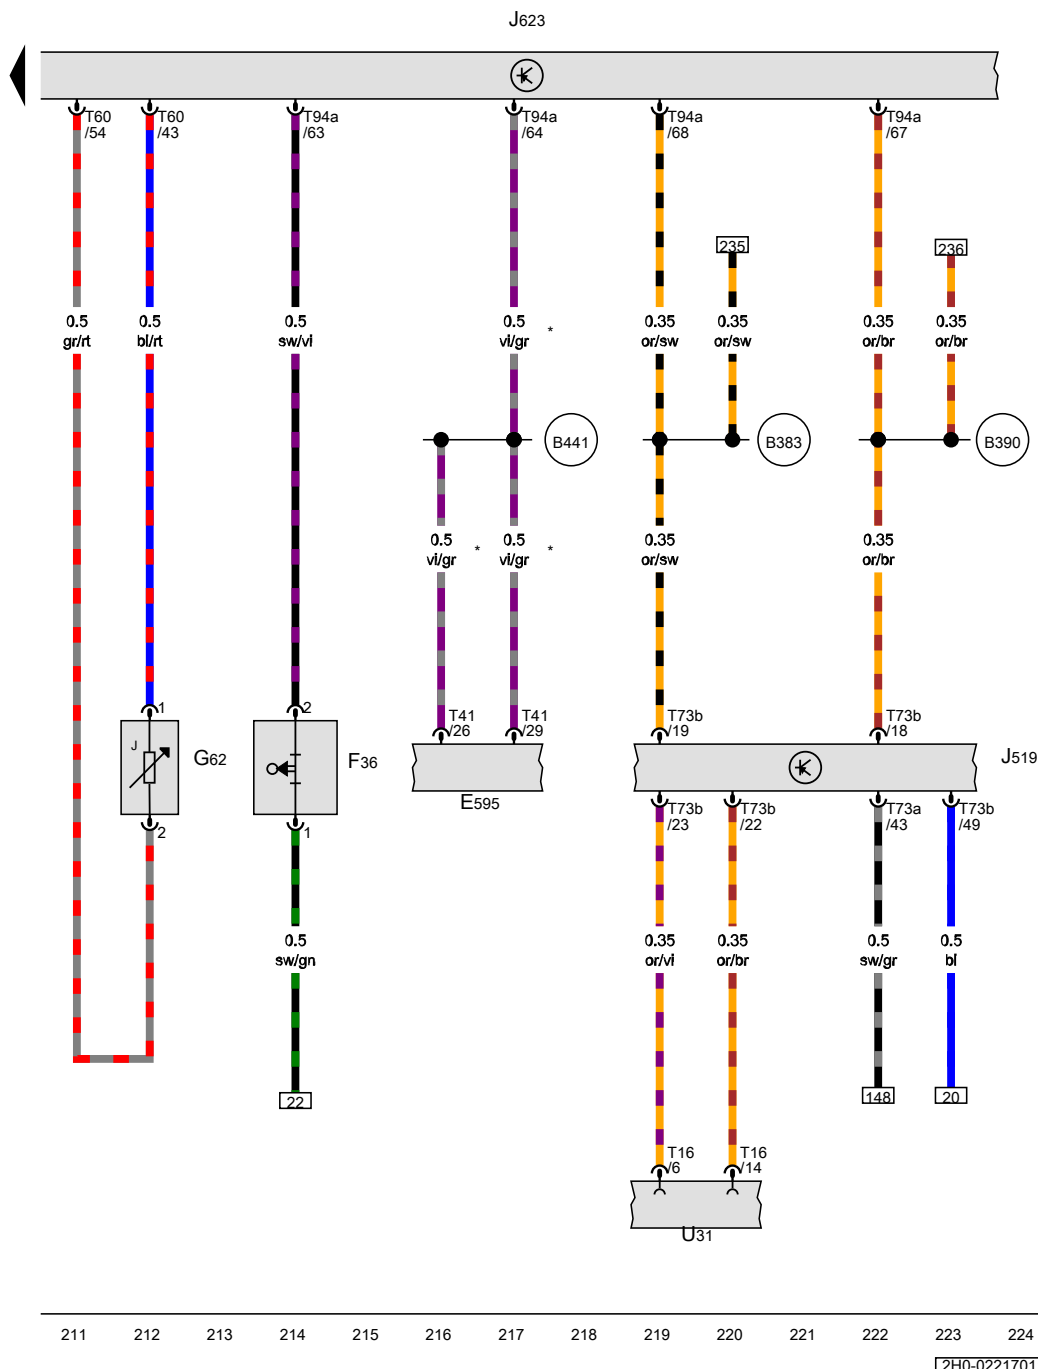 J623
T60
/54
T60
/43
T94a
/63
T94a
/64
T94a
/68
T94a
/67
235
236
0.5
gr/rt
0.5
bl/rt
0.5
sw/vi
0.5
vi/gr
*
0.35
or/sw
0.35
or/sw
0.35
or/br
0.35
or/br
B441
B383
B390
0.5
vi/gr
*
0.5
vi/gr
*
0.35
or/sw
0.35
or/br
1
2
T41
/26
T41
/29
T73b
/19
T73b
/18
J
G62
F36
E595
J519
2
1
T73b
/23
T73b
/22
T73a
/43
T73b
/49
0.5
sw/gn
0.35
or/vi
0.35
or/br
0.5
sw/gr
0.5
bl
22
148
20
T16
/6
T16
/14
U31
211 212 213 214 215 216 217 218 219 220 221 222 223 224
2H0-0221701